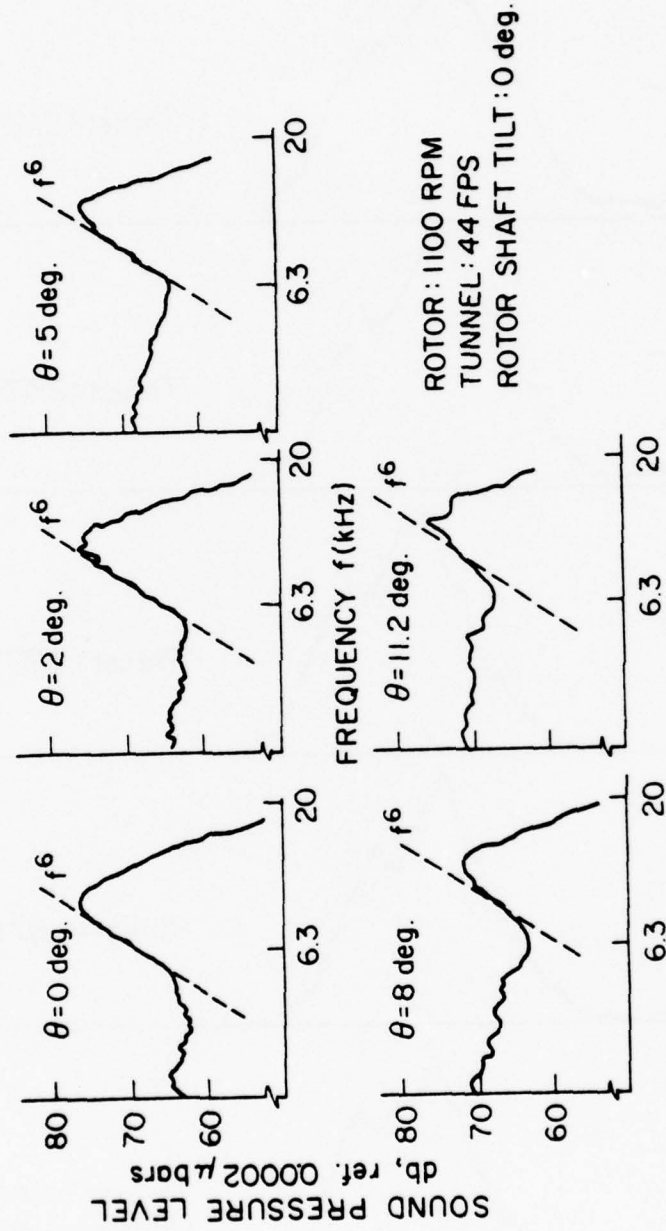 SOUND PRESSURE LEVEL
db, ref. 0.0002 μ bars
80
70
60
θ=0 deg.
f6
6.3
20
θ=2 deg.
f6
6.3
20
θ=5 deg.
f6
6.3
20
FREQUENCY f(kHz)
80
70
60
θ=8 deg.
f6
6.3
20
θ=11.2 deg.
f6
6.3
20
ROTOR: 1100 RPM
TUNNEL: 44 FPS
ROTOR SHAFT TILT: 0 deg.